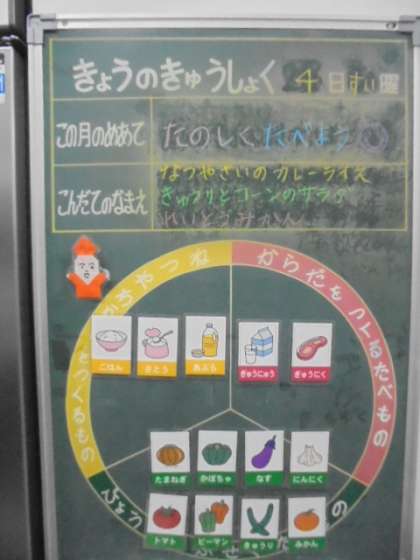 きょうのきゅうしょく 4日すい曜
この月のめあて たのしくたべよう
こんだてのなまえ なつやさいのカレーライス
きゅうりとコーンのサラダ
れいとうみかん
ちやつね
をつくるもの
からだをつくるたべもの
ごはん さとう あぶら ぎゅうにゅう ぎゅうにく
たまねぎ かぼちゃ なす にんにく
トマト ピーマン きゅうり みかん